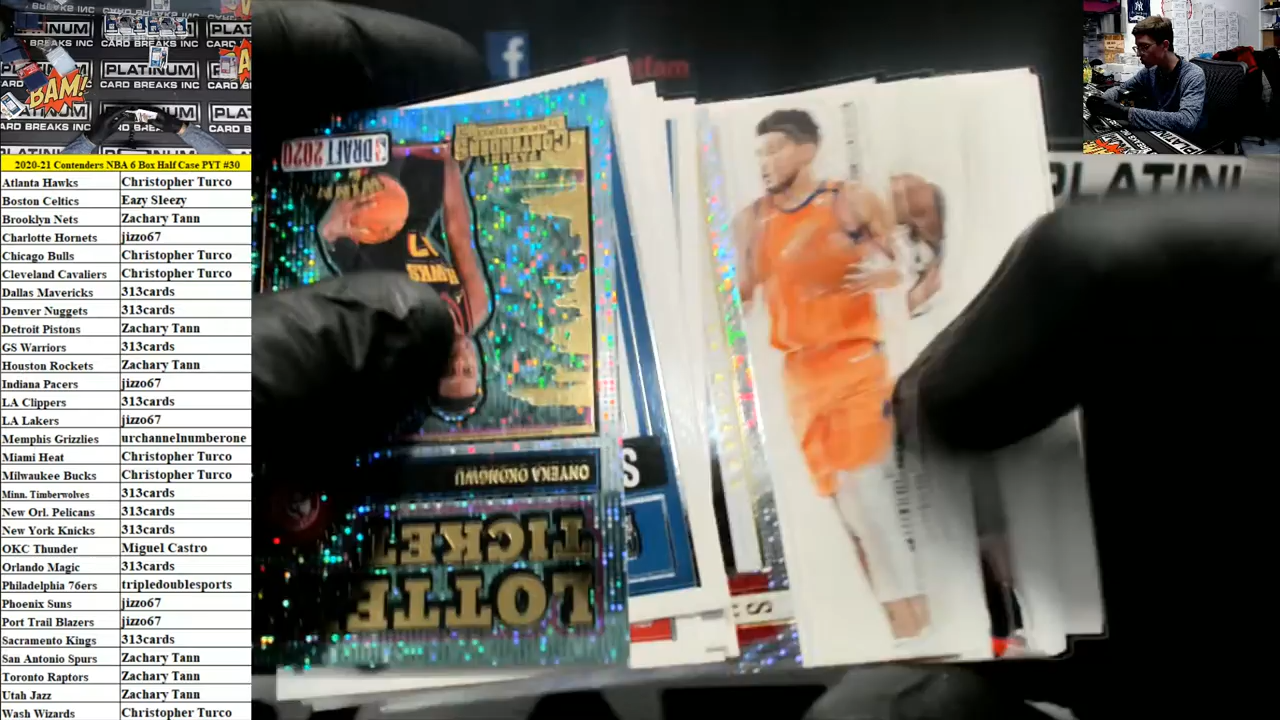 PLATINUM
CARD BREAKS INC
BAM!
2020-21 Contenders NBA 6 Box Half Case PYT #30
Atlanta Hawks Christopher Turco
Boston Celtics Eazy Sleezy
Brooklyn Nets Zachary Tann
Charlotte Hornets jizzo67
Chicago Bulls Christopher Turco
Cleveland Cavaliers Christopher Turco
Dallas Mavericks 313cards
Denver Nuggets 313cards
Detroit Pistons Zachary Tann
GS Warriors 313cards
Houston Rockets Zachary Tann
Indiana Pacers jizzo67
LA Clippers 313cards
LA Lakers jizzo67
Memphis Grizzlies urchannelnumberone
Miami Heat Christopher Turco
Milwaukee Bucks Christopher Turco
Minn. Timberwolves 313cards
New Orl. Pelicans 313cards
New York Knicks 313cards
OKC Thunder Miguel Castro
Orlando Magic 313cards
Philadelphia 76ers tripledoublesports
Phoenix Suns jizzo67
Port Trail Blazers jizzo67
Sacramento Kings 313cards
San Antonio Spurs Zachary Tann
Toronto Raptors Zachary Tann
Utah Jazz Zachary Tann
Wash Wizards Christopher Turco
DRAFT 2020
CONTENDERS
HAWKS
17
ONYEKA OKONGWU
LOTTE
TICKET
S
f
PLATINU